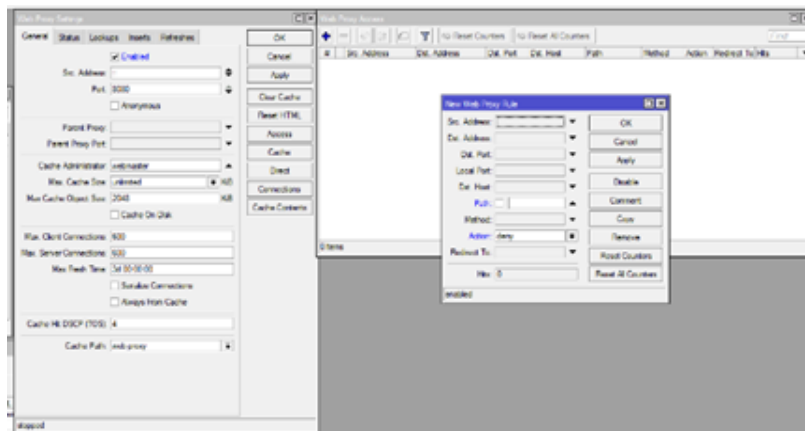 Web Proxy Settings
General Status Lookups Inserts Refreshes
Enabled
Src. Address:
Port: 8080
Anonymous
Parent Proxy:
Parent Proxy Port:
Cache Administrator: webmaster
Max. Cache Size: unlimited KiB
Max Cache Object Size: 2048 KiB
Cache On Disk
Max. Client Connections: 600
Max. Server Connections: 600
Max Fresh Time: 3d 00:00:00
Serialize Connections
Always From Cache
Cache Hit DSCP (TOS): 4
Cache Path: web-proxy
stopped
OK
Cancel
Apply
Clear Cache
Reset HTML
Access
Cache
Direct
Connections
Cache Contents
Web Proxy Access
Reset Counters Reset All Counters Find
# Src. Address Dst. Address Dst. Port Dst. Host Path Method Action Redirect To Hits
0 items
New Web Proxy Rule
Src. Address:
Dst. Address:
Dst. Port:
Local Port:
Dst. Host:
Path:
Method:
Action: deny
Redirect To:
Hits: 0
enabled
OK
Cancel
Apply
Disable
Comment
Copy
Remove
Reset Counters
Reset All Counters